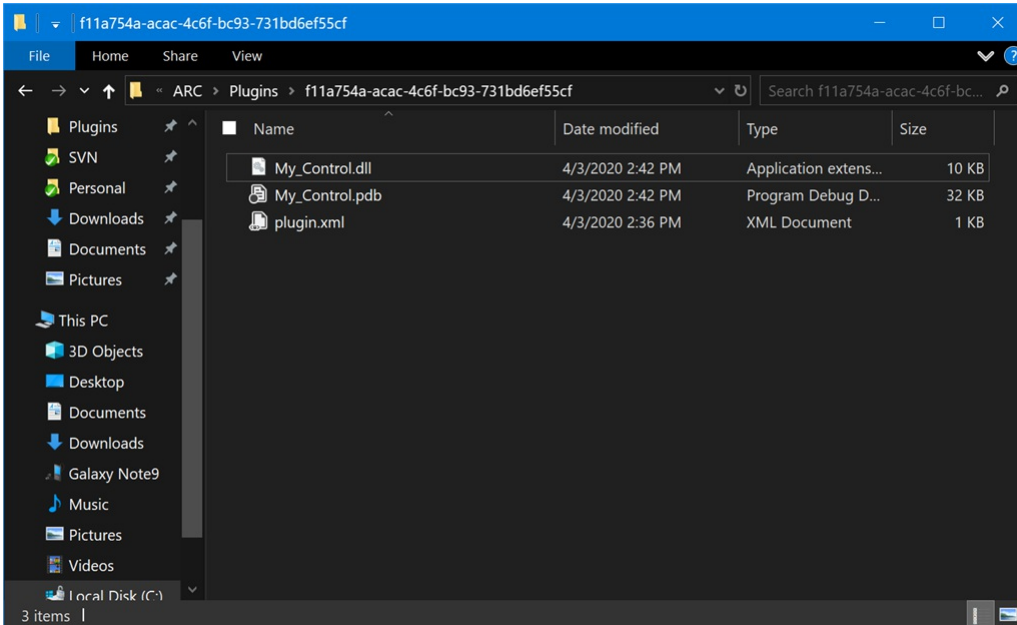 f11a754a-acac-4c6f-bc93-731bd6ef55cf
File Home Share View ?
« ARC > Plugins > f11a754a-acac-4c6f-bc93-731bd6ef55cf Search f11a754a-acac-4c6f-bc...
Name Date modified Type Size
Plugins
SVN
Personal
Downloads
Documents
Pictures
This PC
3D Objects
Desktop
Documents
Downloads
Galaxy Note9
Music
Pictures
Videos
Local Disk (C:)
My_Control.dll 4/3/2020 2:42 PM Application extens... 10 KB
My_Control.pdb 4/3/2020 2:42 PM Program Debug D... 32 KB
plugin.xml 4/3/2020 2:36 PM XML Document 1 KB
3 items